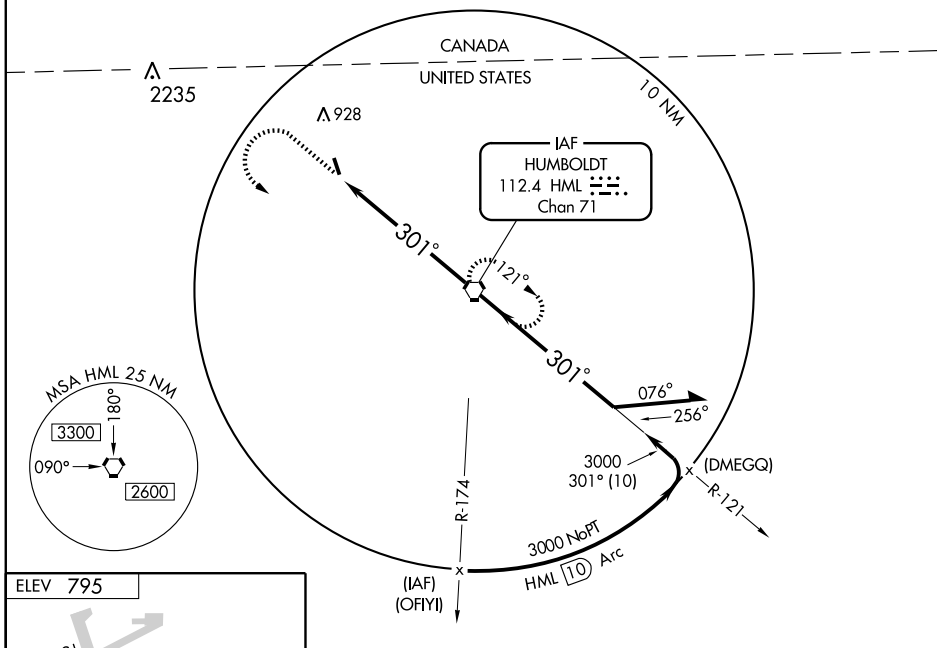 CANADA
UNITED STATES
2235
928
10 NM
IAF
HUMBOLDT
112.4 HML
Chan 71
301°
121°
301°
076°
256°
MSA HML 25 NM
180°
3300
090°
2600
3000
301° (10)
(DMEGQ)
R-121
R-174
3000 NoPT
HML 10 Arc
(IAF)
(OFIYI)
ELEV 795